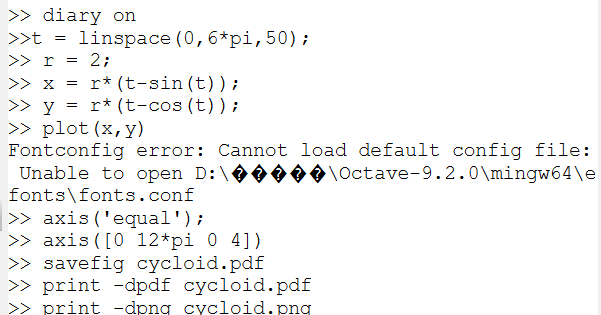 >> diary on
>>t = linspace(0,6*pi,50);
>> r = 2;
>> x = r*(t-sin(t));
>> y = r*(t-cos(t));
>> plot(x,y)
Fontconfig error: Cannot load default config file:
Unable to open D:\�����\Octave-9.2.0\mingw64\e
fonts\fonts.conf
>> axis('equal');
>> axis([0 12*pi 0 4])
>> savefig cycloid.pdf
>> print -dpdf cycloid.pdf
>> print -dpng cycloid.png